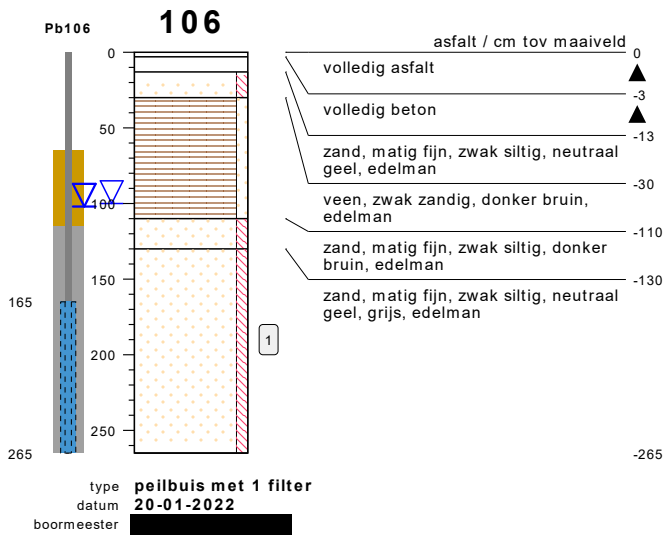 Pb106
106
asfalt / cm tov maaiveld
0
0
volledig asfalt
-3
volledig beton
-13
50
zand, matig fijn, zwak siltig, neutraal
geel, edelman
-30
veen, zwak zandig, donker bruin,
edelman
100
-110
zand, matig fijn, zwak siltig, donker
bruin, edelman
150
-130
zand, matig fijn, zwak siltig, neutraal
geel, grijs, edelman
165
1
200
250
265
-265
type peilbuis met 1 filter
datum 20-01-2022
boormeester